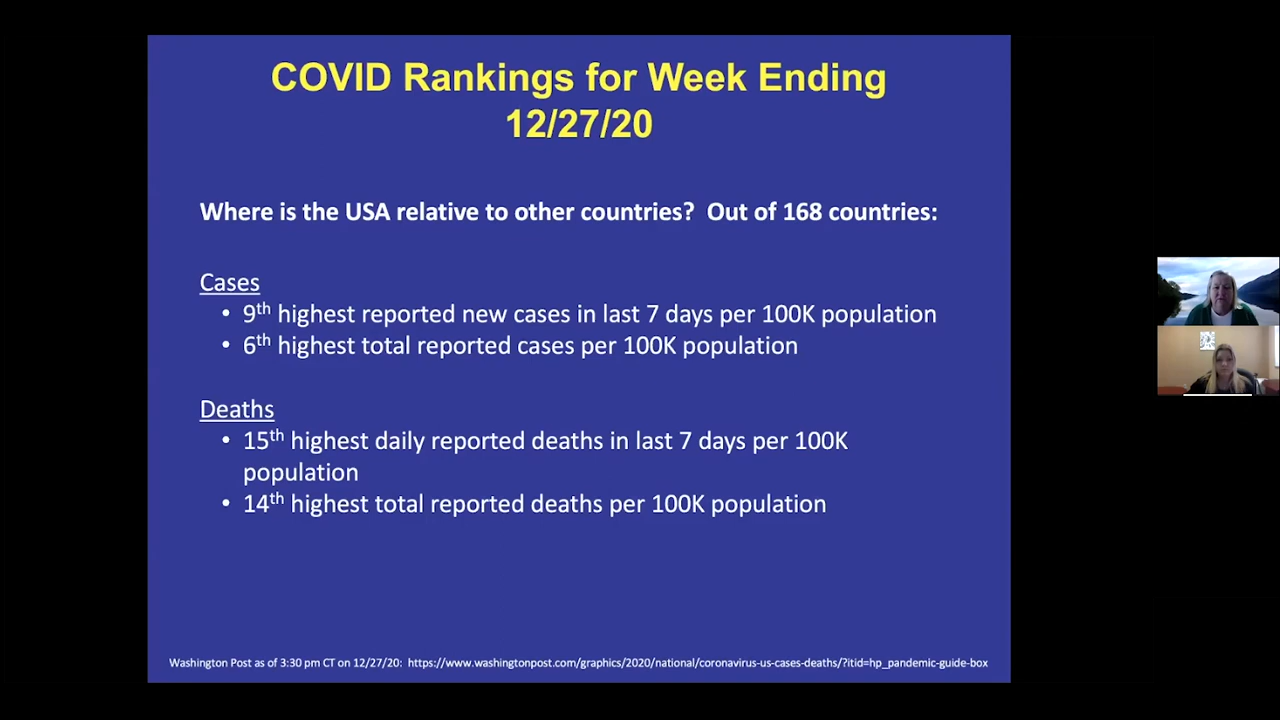 COVID Rankings for Week Ending
12/27/20
Where is the USA relative to other countries?  Out of 168 countries:
Cases
• 9th highest reported new cases in last 7 days per 100K population
• 6th highest total reported cases per 100K population
Deaths
• 15th highest daily reported deaths in last 7 days per 100K
population
• 14th highest total reported deaths per 100K population
Washington Post as of 3:30 pm CT on 12/27/20:  https://www.washingtonpost.com/graphics/2020/national/coronavirus-us-cases-deaths/?itid=hp_pandemic-guide-box